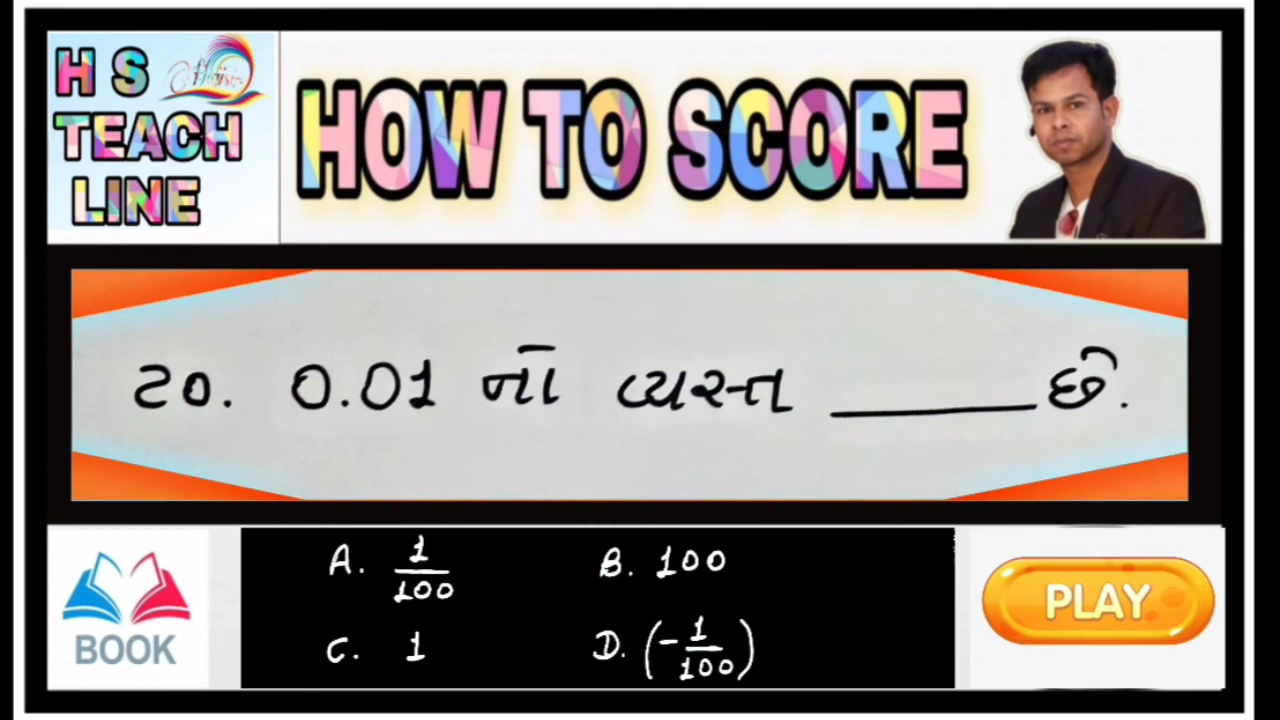 H S
TEACH
LINE
HOW TO SCORE
૨૦. 0.01 નો વ્યસ્ત ______ છે.
A. 1/100 B. 100
C. 1 D. (-1/100)
BOOK
PLAY